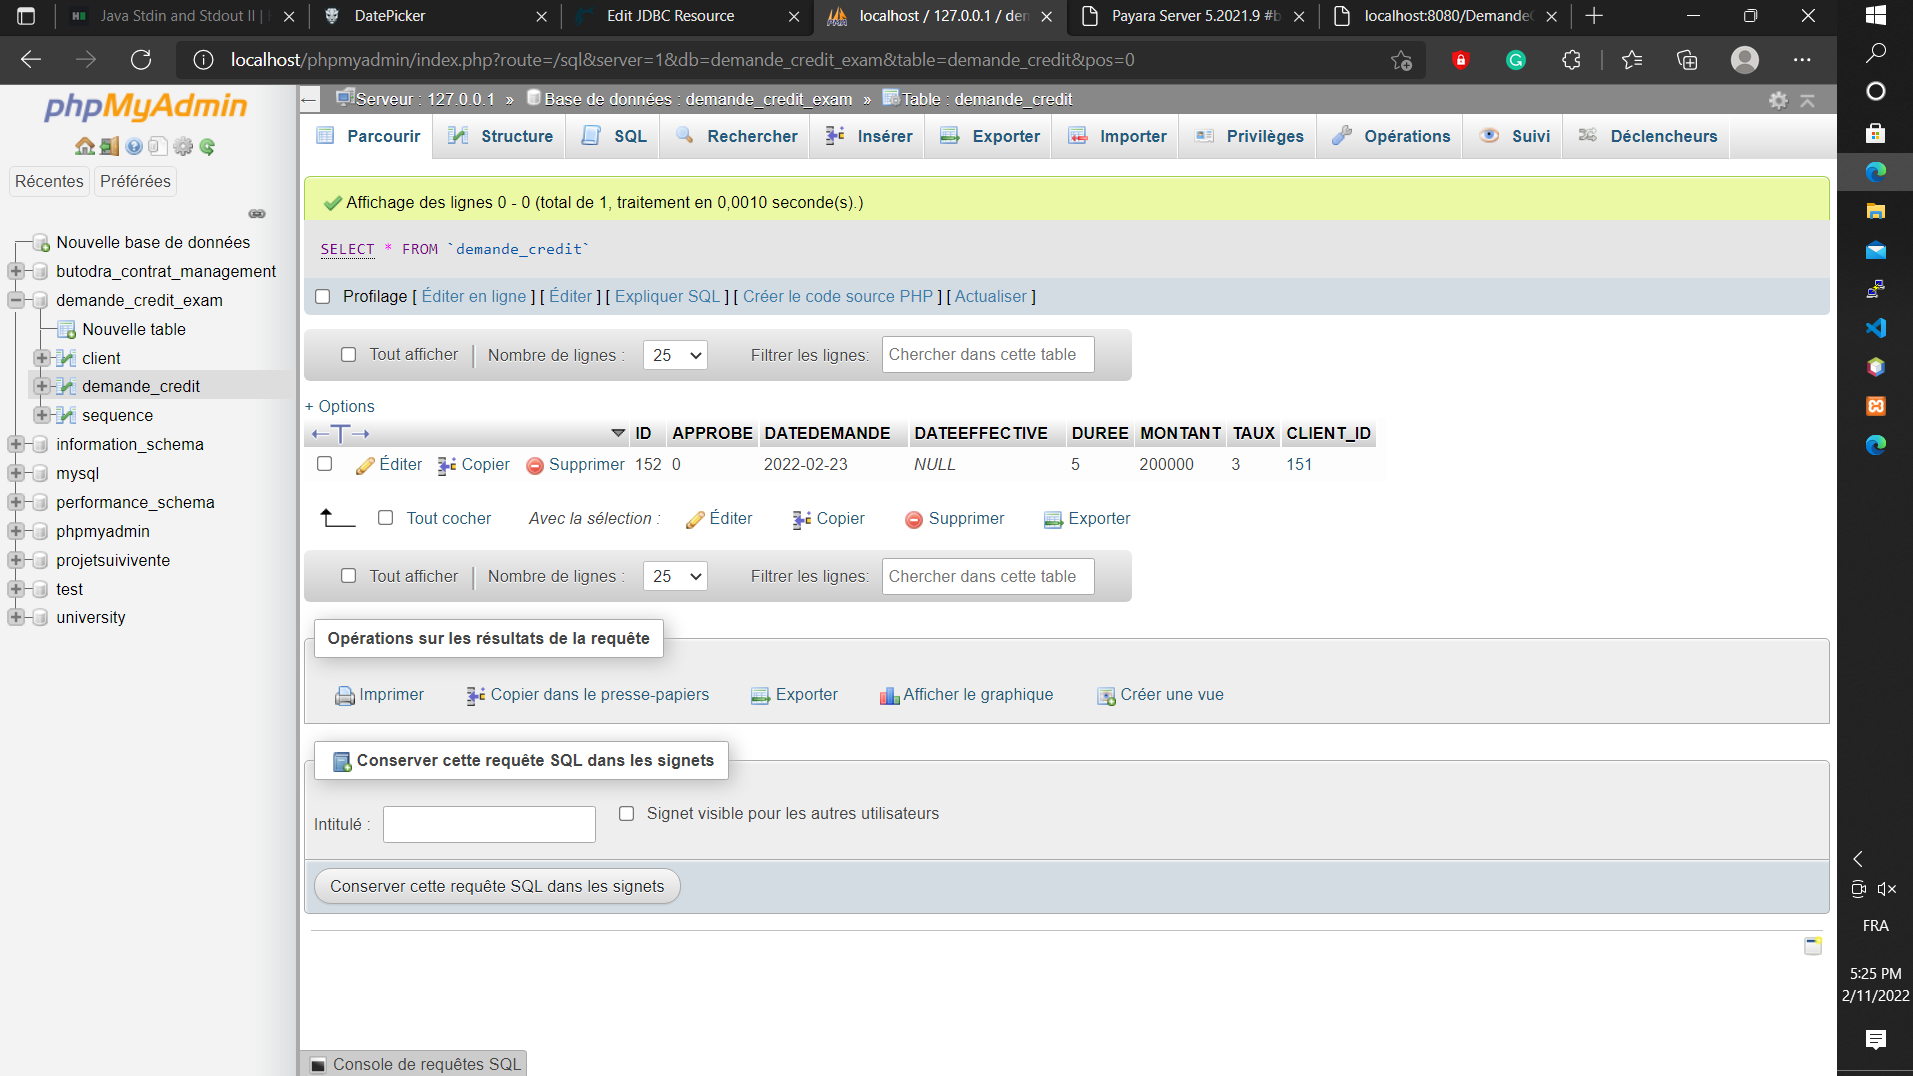 Java Stdin and Stdout II |
DatePicker
Edit JDBC Resource
localhost / 127.0.0.1 / den
Payara Server 5.2021.9 #b
localhost:8080/Demande
localhost/phpmyadmin/index.php?route=/sql&server=1&db=demande_credit_exam&table=demande_credit&pos=0
phpMyAdmin
Récentes
Préférées
Nouvelle base de données
butodra_contrat_management
demande_credit_exam
Nouvelle table
client
demande_credit
sequence
information_schema
mysql
performance_schema
phpmyadmin
projetsuivivente
test
university
Serveur : 127.0.0.1 » Base de données : demande_credit_exam » Table : demande_credit
Parcourir Structure SQL Rechercher Insérer Exporter Importer Privilèges Opérations Suivi Déclencheurs
Affichage des lignes 0 - 0 (total de 1, traitement en 0,0010 seconde(s).)
SELECT * FROM `demande_credit`
Profilage [ Éditer en ligne ] [ Éditer ] [ Expliquer SQL ] [ Créer le code source PHP ] [ Actualiser ]
Tout afficher | Nombre de lignes : 25 Filtrer les lignes: Chercher dans cette table
+ Options
←T→ ID APPROBE DATEDEMANDE DATEEFFECTIVE DUREE MONTANT TAUX CLIENT_ID
Éditer Copier Supprimer 152 0 2022-02-23 NULL 5 200000 3 151
Tout cocher Avec la sélection : Éditer Copier Supprimer Exporter
Tout afficher | Nombre de lignes : 25 Filtrer les lignes: Chercher dans cette table
Opérations sur les résultats de la requête
Imprimer Copier dans le presse-papiers Exporter Afficher le graphique Créer une vue
Conserver cette requête SQL dans les signets
Intitulé : Signet visible pour les autres utilisateurs
Conserver cette requête SQL dans les signets
Console de requêtes SQL
FRA
5:25 PM
2/11/2022